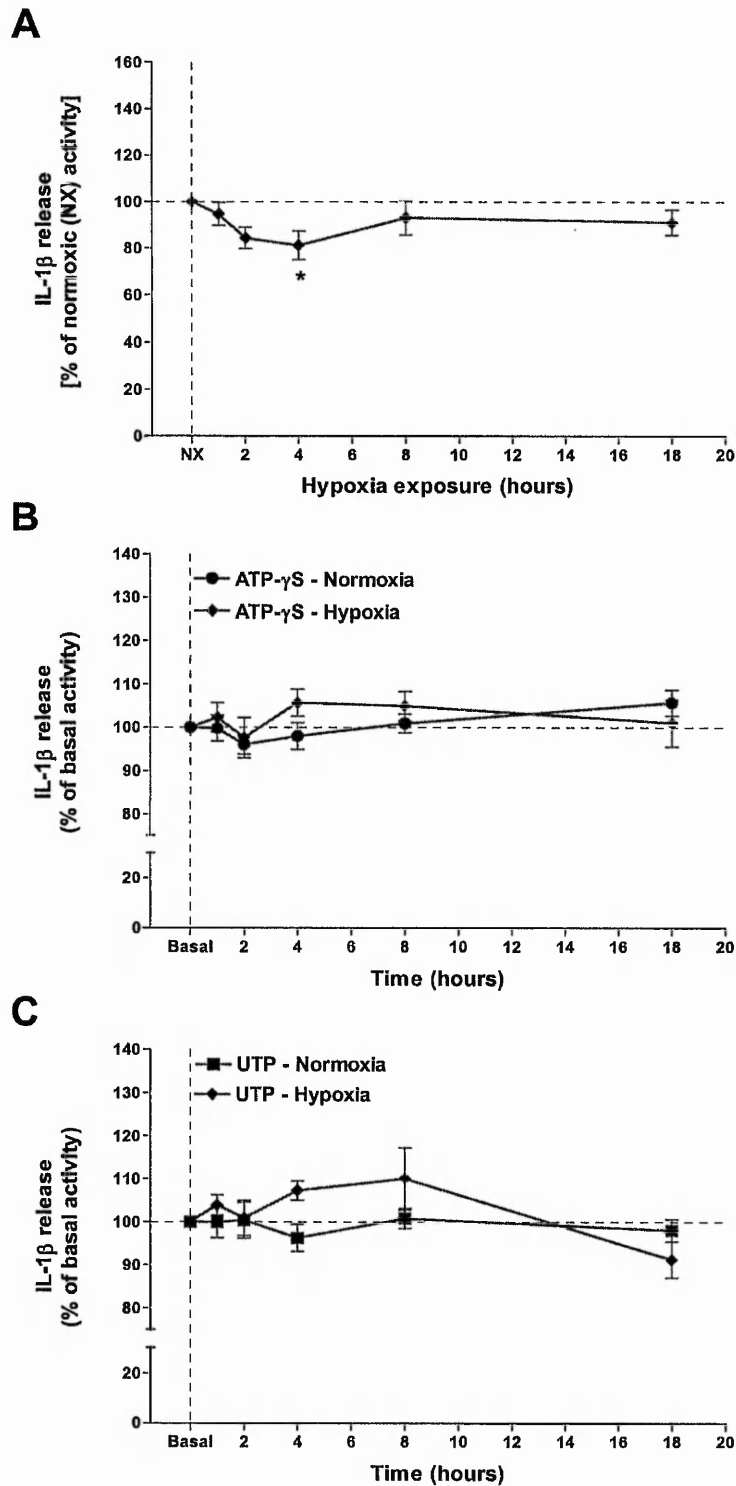 A
IL-1β release
[% of normoxic (NX) activity]
160
140
120
100
80
60
40
20
0
*
NX 2 4 6 8 10 12 14 16 18 20
Hypoxia exposure (hours)
B
IL-1β release
(% of basal activity)
140
130
120
110
100
90
80
20
0
ATP-γS - Normoxia
ATP-γS - Hypoxia
Basal 2 4 6 8 10 12 14 16 18 20
Time (hours)
C
IL-1β release
(% of basal activity)
140
130
120
110
100
90
80
20
0
UTP - Normoxia
UTP - Hypoxia
Basal 2 4 6 8 10 12 14 16 18 20
Time (hours)